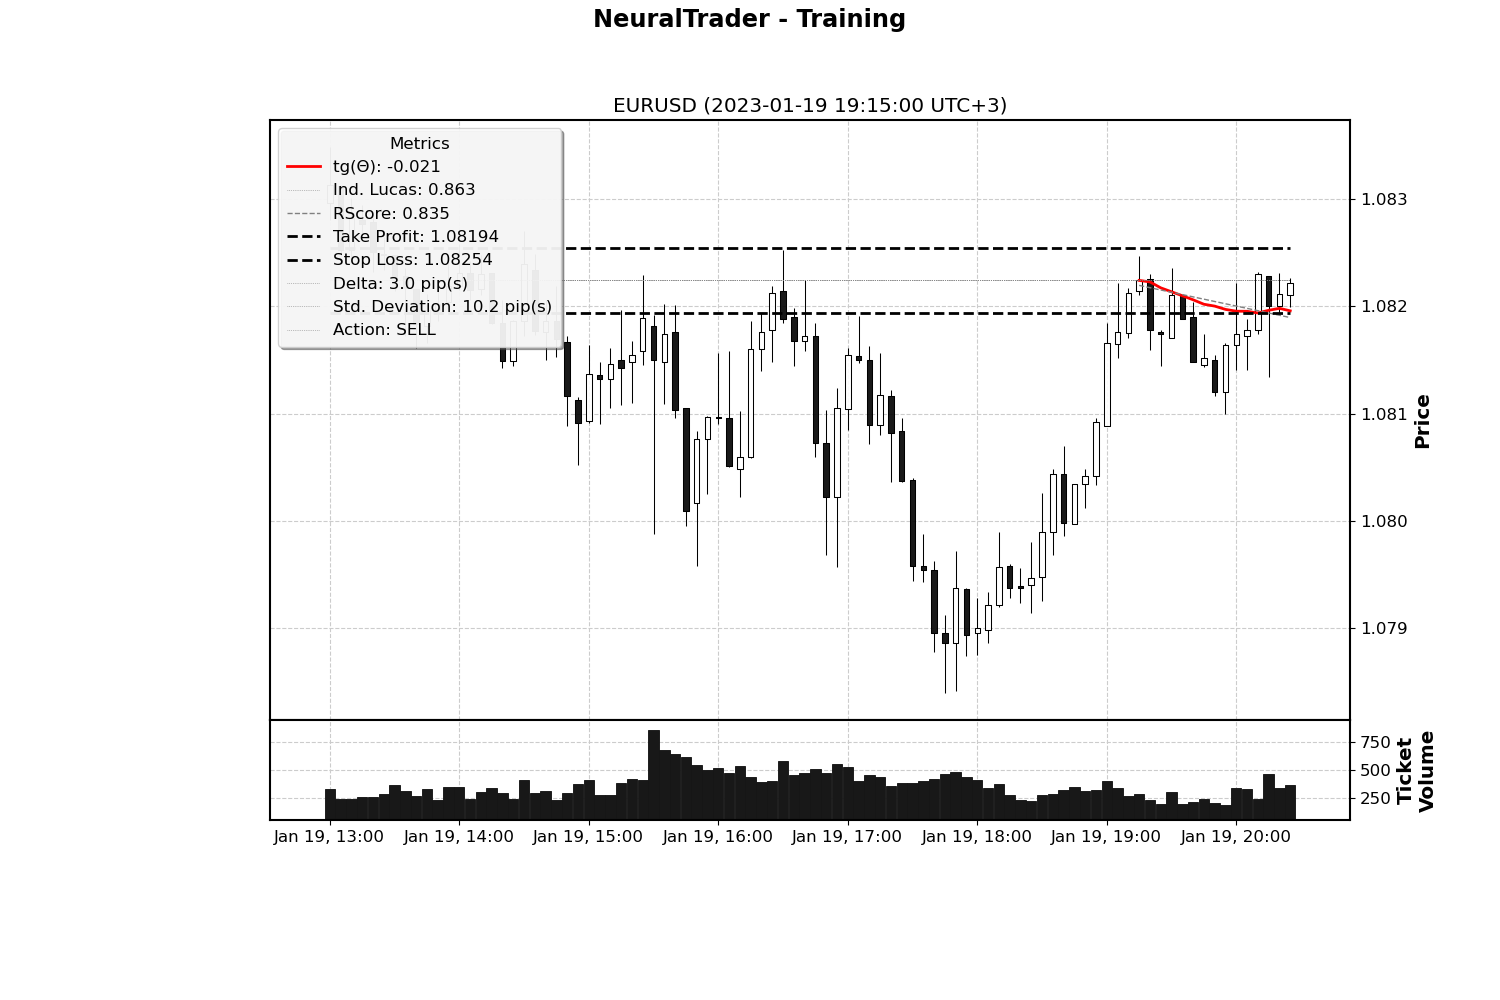 NeuralTrader - Training
EURUSD (2023-01-19 19:15:00 UTC+3)
Metrics
tg(Θ): -0.021
Ind. Lucas: 0.863
RScore: 0.835
Take Profit: 1.08194
Stop Loss: 1.08254
Delta: 3.0 pip(s)
Std. Deviation: 10.2 pip(s)
Action: SELL
1.083
1.082
1.081
1.080
1.079
Price
750
500
250
Ticket
Volume
Jan 19, 13:00
Jan 19, 14:00
Jan 19, 15:00
Jan 19, 16:00
Jan 19, 17:00
Jan 19, 18:00
Jan 19, 19:00
Jan 19, 20:00